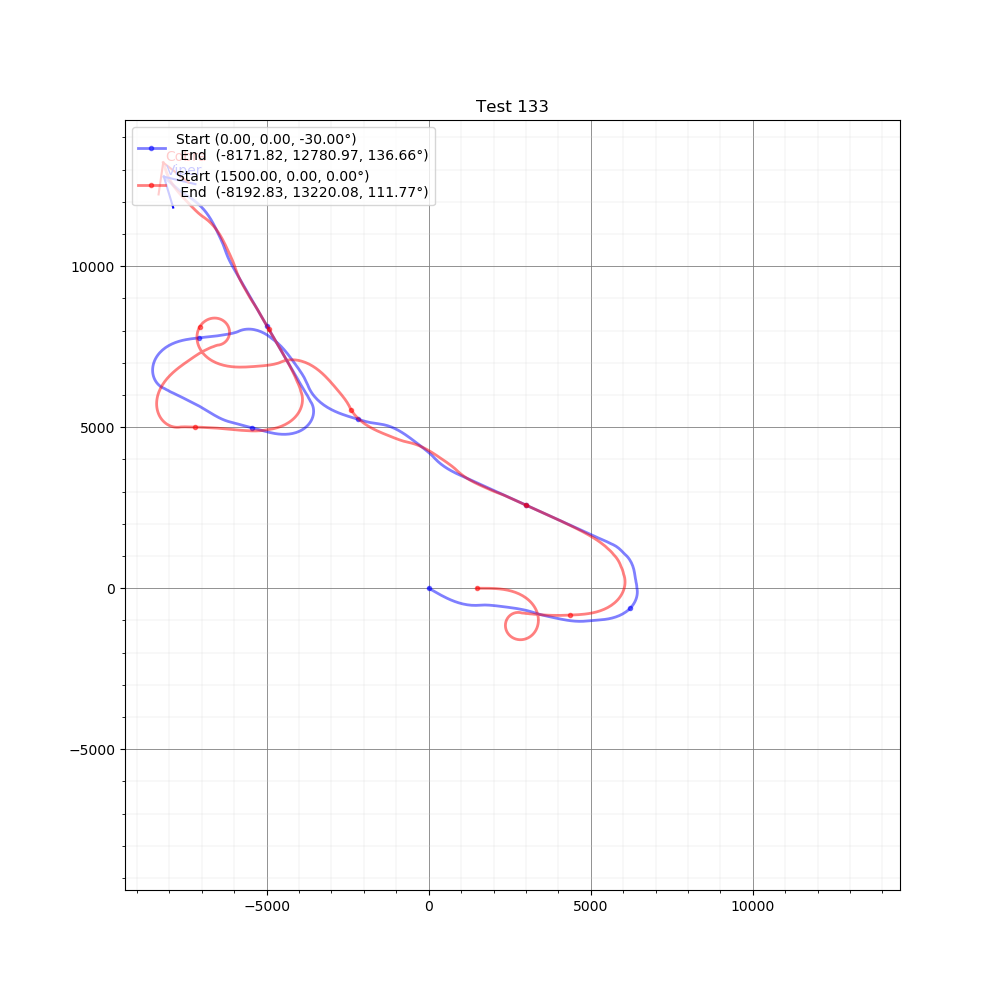 Test 133
Start (0.00, 0.00, -30.00°)
End (-8171.82, 12780.97, 136.66°)
Start (1500.00, 0.00, 0.00°)
End (-8192.83, 13220.08, 111.77°)
Viper
10000
5000
0
−5000
−5000
0
5000
10000